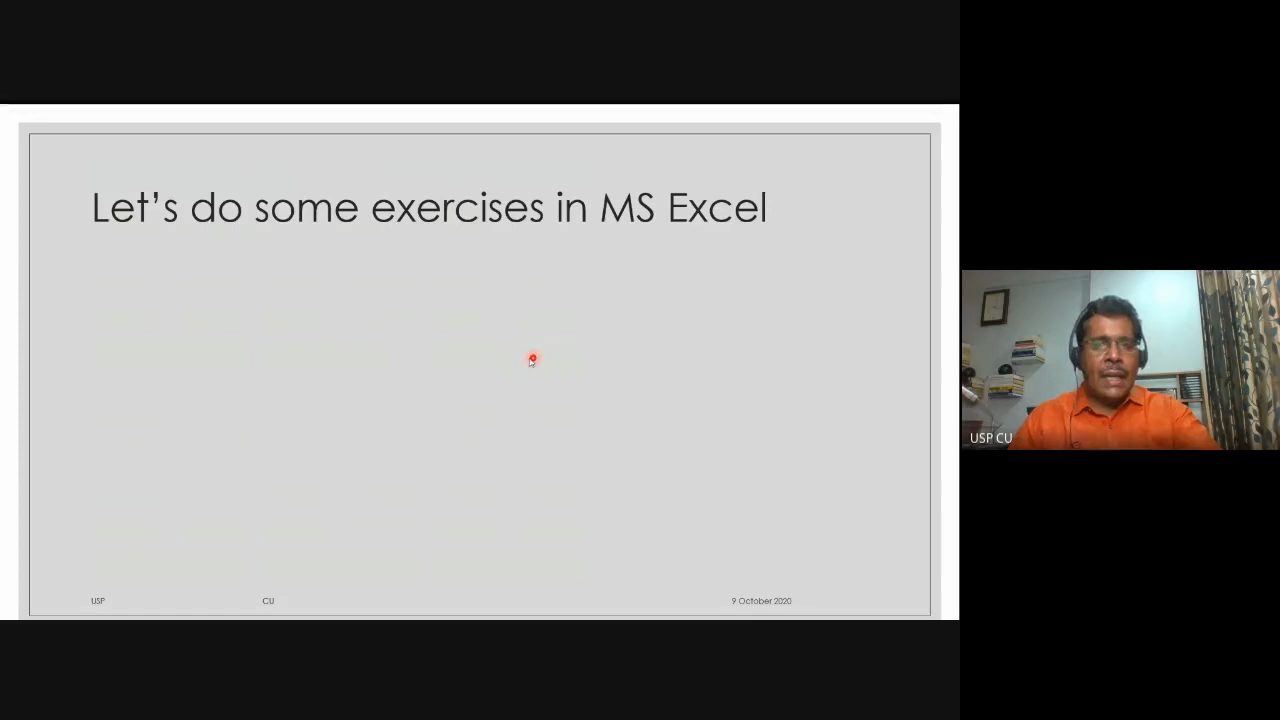 Let’s do some exercises in MS Excel
USP CU 9 October 2020
USP CU